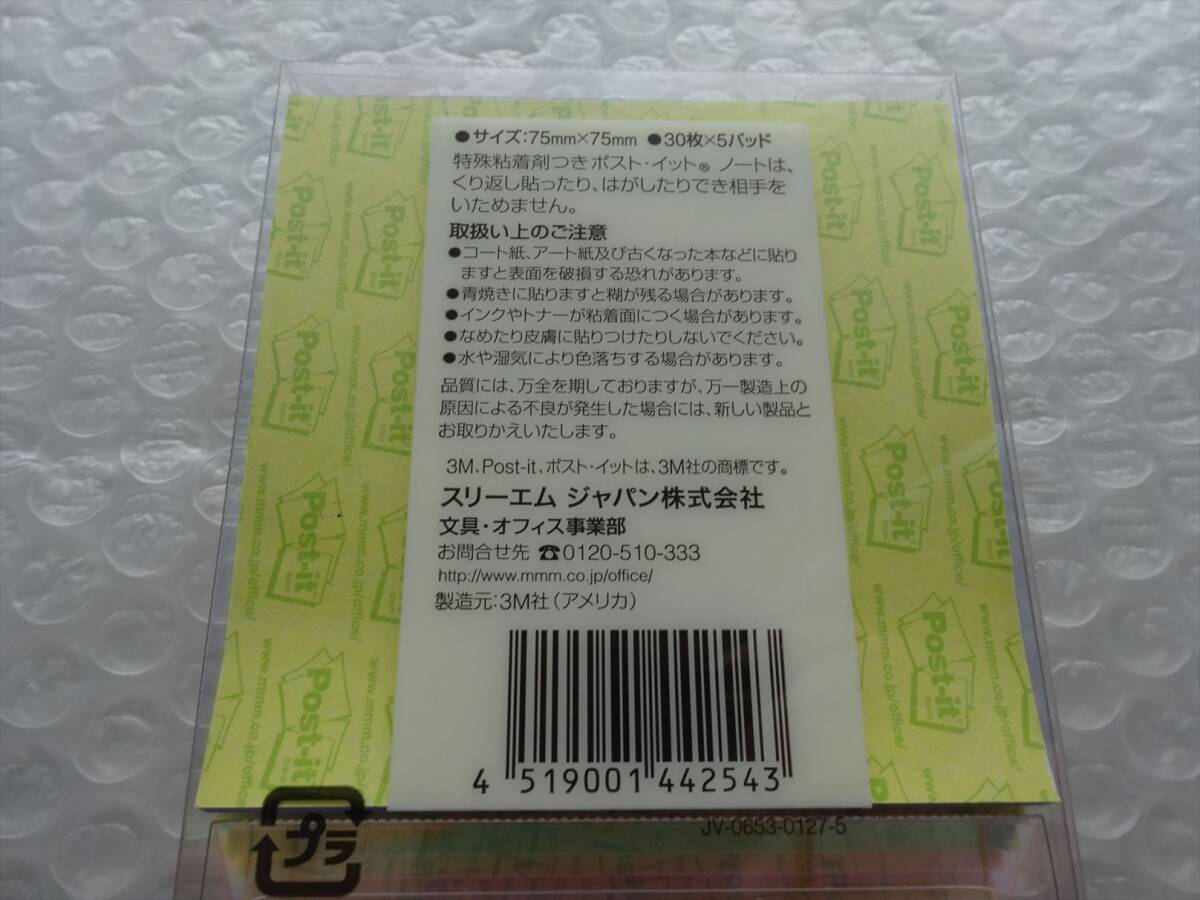 ●サイズ:75mm×75mm ●30枚×5パッド
特殊粘着剤つきポスト・イット® ノートは、
くり返し貼ったり、はがしたりでき相手を
いためません。
取扱い上のご注意
●コート紙、アート紙及び古くなった本などに貼り
ますと表面を破損する恐れがあります。
●青焼きに貼りますと糊が残る場合があります。
●インクやトナーが粘着面につく場合があります。
●なめたり皮膚に貼りつけたりしないでください。
●水や湿気により色落ちする場合があります。
品質には、万全を期しておりますが、万一製造上の
原因による不良が発生した場合には、新しい製品と
お取りかえいたします。
3M、Post-it、ポスト・イットは、3M社の商標です。
スリーエム ジャパン株式会社
文具・オフィス事業部
お問合せ先 ☎0120-510-333
http://www.mmm.co.jp/office/
製造元:3M社(アメリカ)
4 519001 442543
JV-0653-0127-5
プラ
Post-it
www.mmm.co.jp/office/